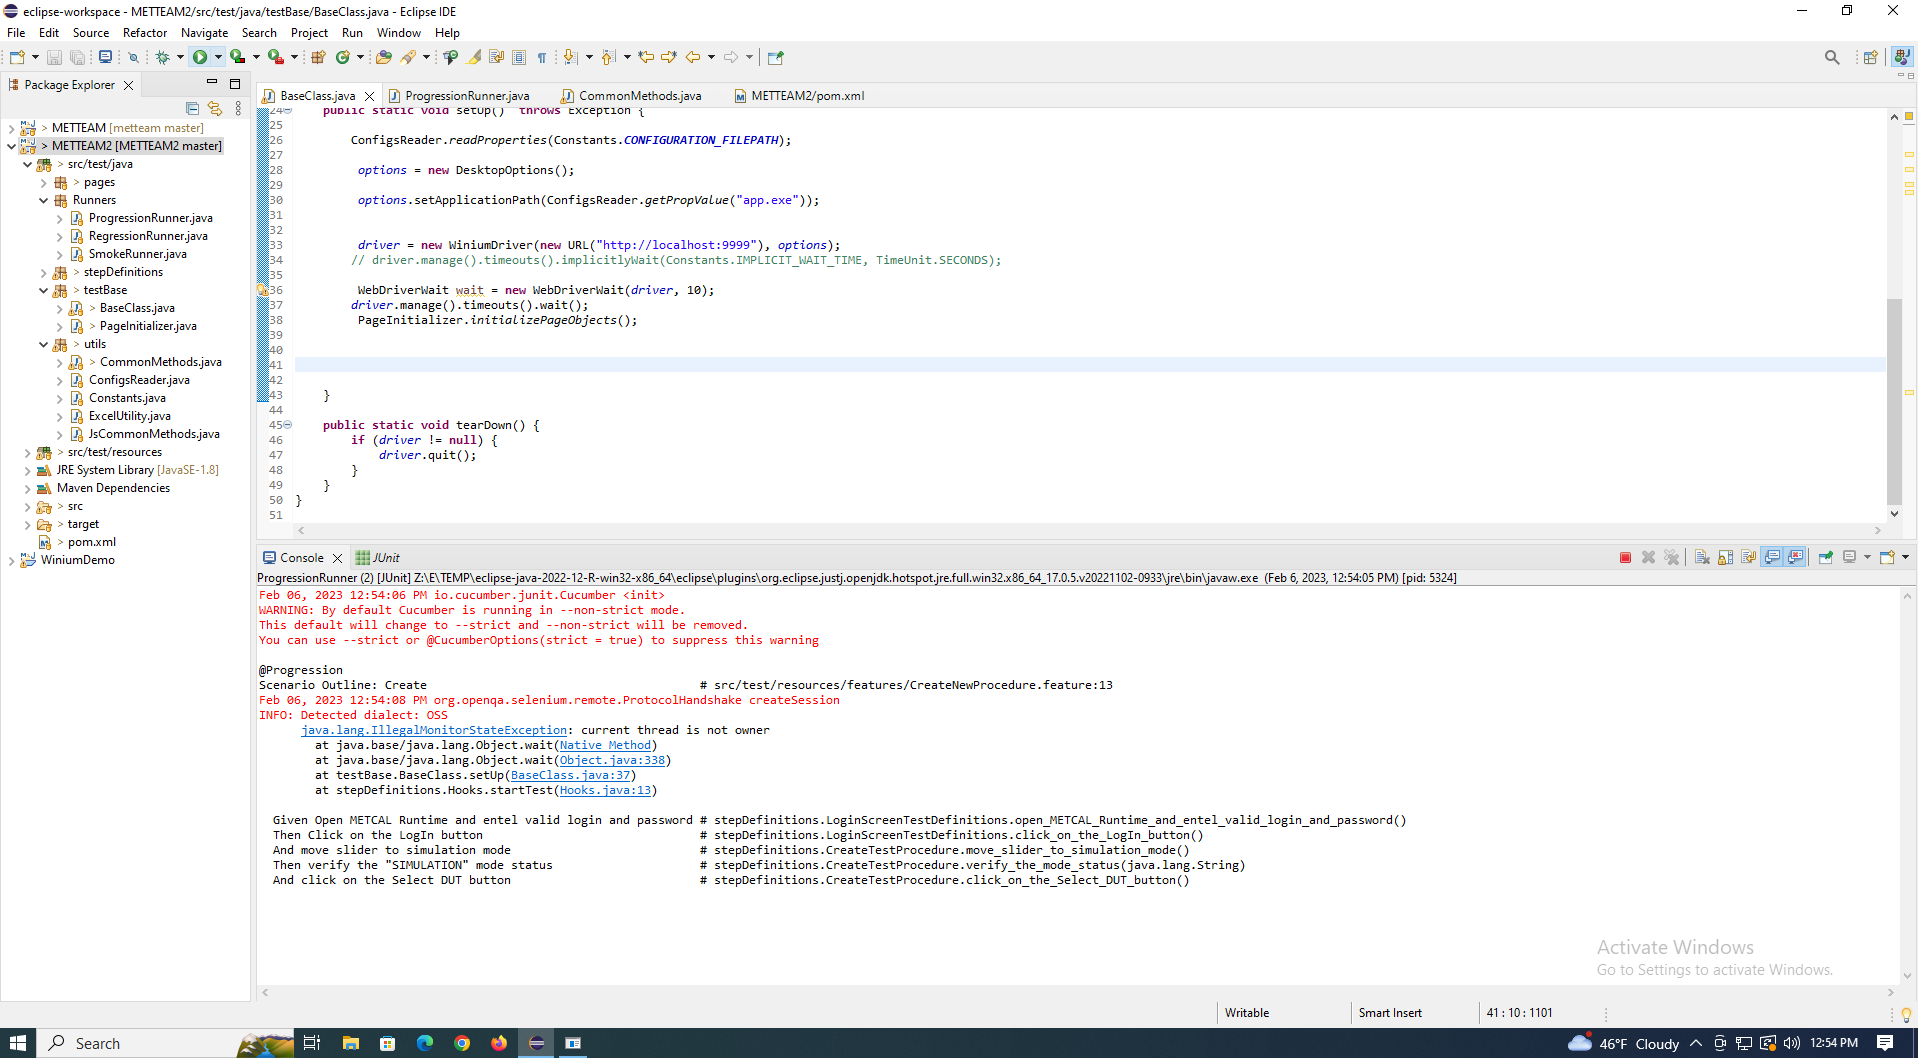 eclipse-workspace - METTEAM2/src/test/java/testBase/BaseClass.java - Eclipse IDE
File Edit Source Refactor Navigate Search Project Run Window Help
Package Explorer
METTEAM [metteam master]
> METTEAM2 [METTEAM2 master]
> src/test/java
> pages
Runners
ProgressionRunner.java
RegressionRunner.java
SmokeRunner.java
> stepDefinitions
> testBase
> BaseClass.java
> PageInitializer.java
> utils
> CommonMethods.java
ConfigsReader.java
Constants.java
ExcelUtility.java
JsCommonMethods.java
> src/test/resources
JRE System Library [JavaSE-1.8]
Maven Dependencies
> src
> target
> pom.xml
WiniumDemo
BaseClass.java ProgressionRunner.java CommonMethods.java METTEAM2/pom.xml
24 public static void setUp() throws Exception {
25
26 ConfigsReader.readProperties(Constants.CONFIGURATION_FILEPATH);
27
28 options = new DesktopOptions();
29
30 options.setApplicationPath(ConfigsReader.getPropValue("app.exe"));
31
32
33 driver = new WiniumDriver(new URL("http://localhost:9999"), options);
34 // driver.manage().timeouts().implicitlyWait(Constants.IMPLICIT_WAIT_TIME, TimeUnit.SECONDS);
35
36 WebDriverWait wait = new WebDriverWait(driver, 10);
37 driver.manage().timeouts().wait();
38 PageInitializer.initializePageObjects();
39
40
41
42
43 }
44
45 public static void tearDown() {
46 if (driver != null) {
47 driver.quit();
48 }
49 }
50 }
51
Console JUnit
ProgressionRunner (2) [JUnit] Z:\E\TEMP\eclipse-java-2022-12-R-win32-x86_64\eclipse\plugins\org.eclipse.justj.openjdk.hotspot.jre.full.win32.x86_64_17.0.5.v20221102-0933\jre\bin\javaw.exe (Feb 6, 2023, 12:54:05 PM) [pid: 5324]
Feb 06, 2023 12:54:06 PM io.cucumber.junit.Cucumber <init>
WARNING: By default Cucumber is running in --non-strict mode.
This default will change to --strict and --non-strict will be removed.
You can use --strict or @CucumberOptions(strict = true) to suppress this warning
@Progression
Scenario Outline: Create # src/test/resources/features/CreateNewProcedure.feature:13
Feb 06, 2023 12:54:08 PM org.openqa.selenium.remote.ProtocolHandshake createSession
INFO: Detected dialect: OSS
java.lang.IllegalMonitorStateException: current thread is not owner
at java.base/java.lang.Object.wait(Native Method)
at java.base/java.lang.Object.wait(Object.java:338)
at testBase.BaseClass.setUp(BaseClass.java:37)
at stepDefinitions.Hooks.startTest(Hooks.java:13)
Given Open METCAL Runtime and entel valid login and password # stepDefinitions.LoginScreenTestDefinitions.open_METCAL_Runtime_and_entel_valid_login_and_password()
Then Click on the LogIn button # stepDefinitions.LoginScreenTestDefinitions.click_on_the_LogIn_button()
And move slider to simulation mode # stepDefinitions.CreateTestProcedure.move_slider_to_simulation_mode()
Then verify the "SIMULATION" mode status # stepDefinitions.CreateTestProcedure.verify_the_mode_status(java.lang.String)
And click on the Select DUT button # stepDefinitions.CreateTestProcedure.click_on_the_Select_DUT_button()
Activate Windows
Go to Settings to activate Windows.
Writable Smart Insert 41 : 10 : 1101
Search 46°F Cloudy 12:54 PM